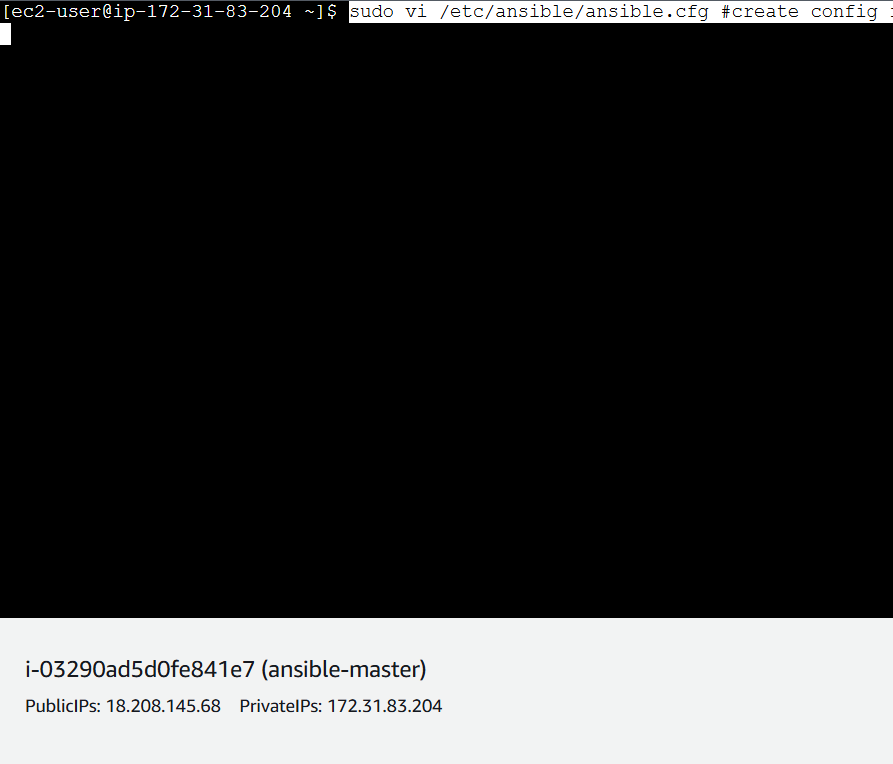 [ec2-user@ip-172-31-83-204 ~]$ sudo vi /etc/ansible/ansible.cfg #create config
i-03290ad5d0fe841e7 (ansible-master)
PublicIPs: 18.208.145.68 PrivateIPs: 172.31.83.204